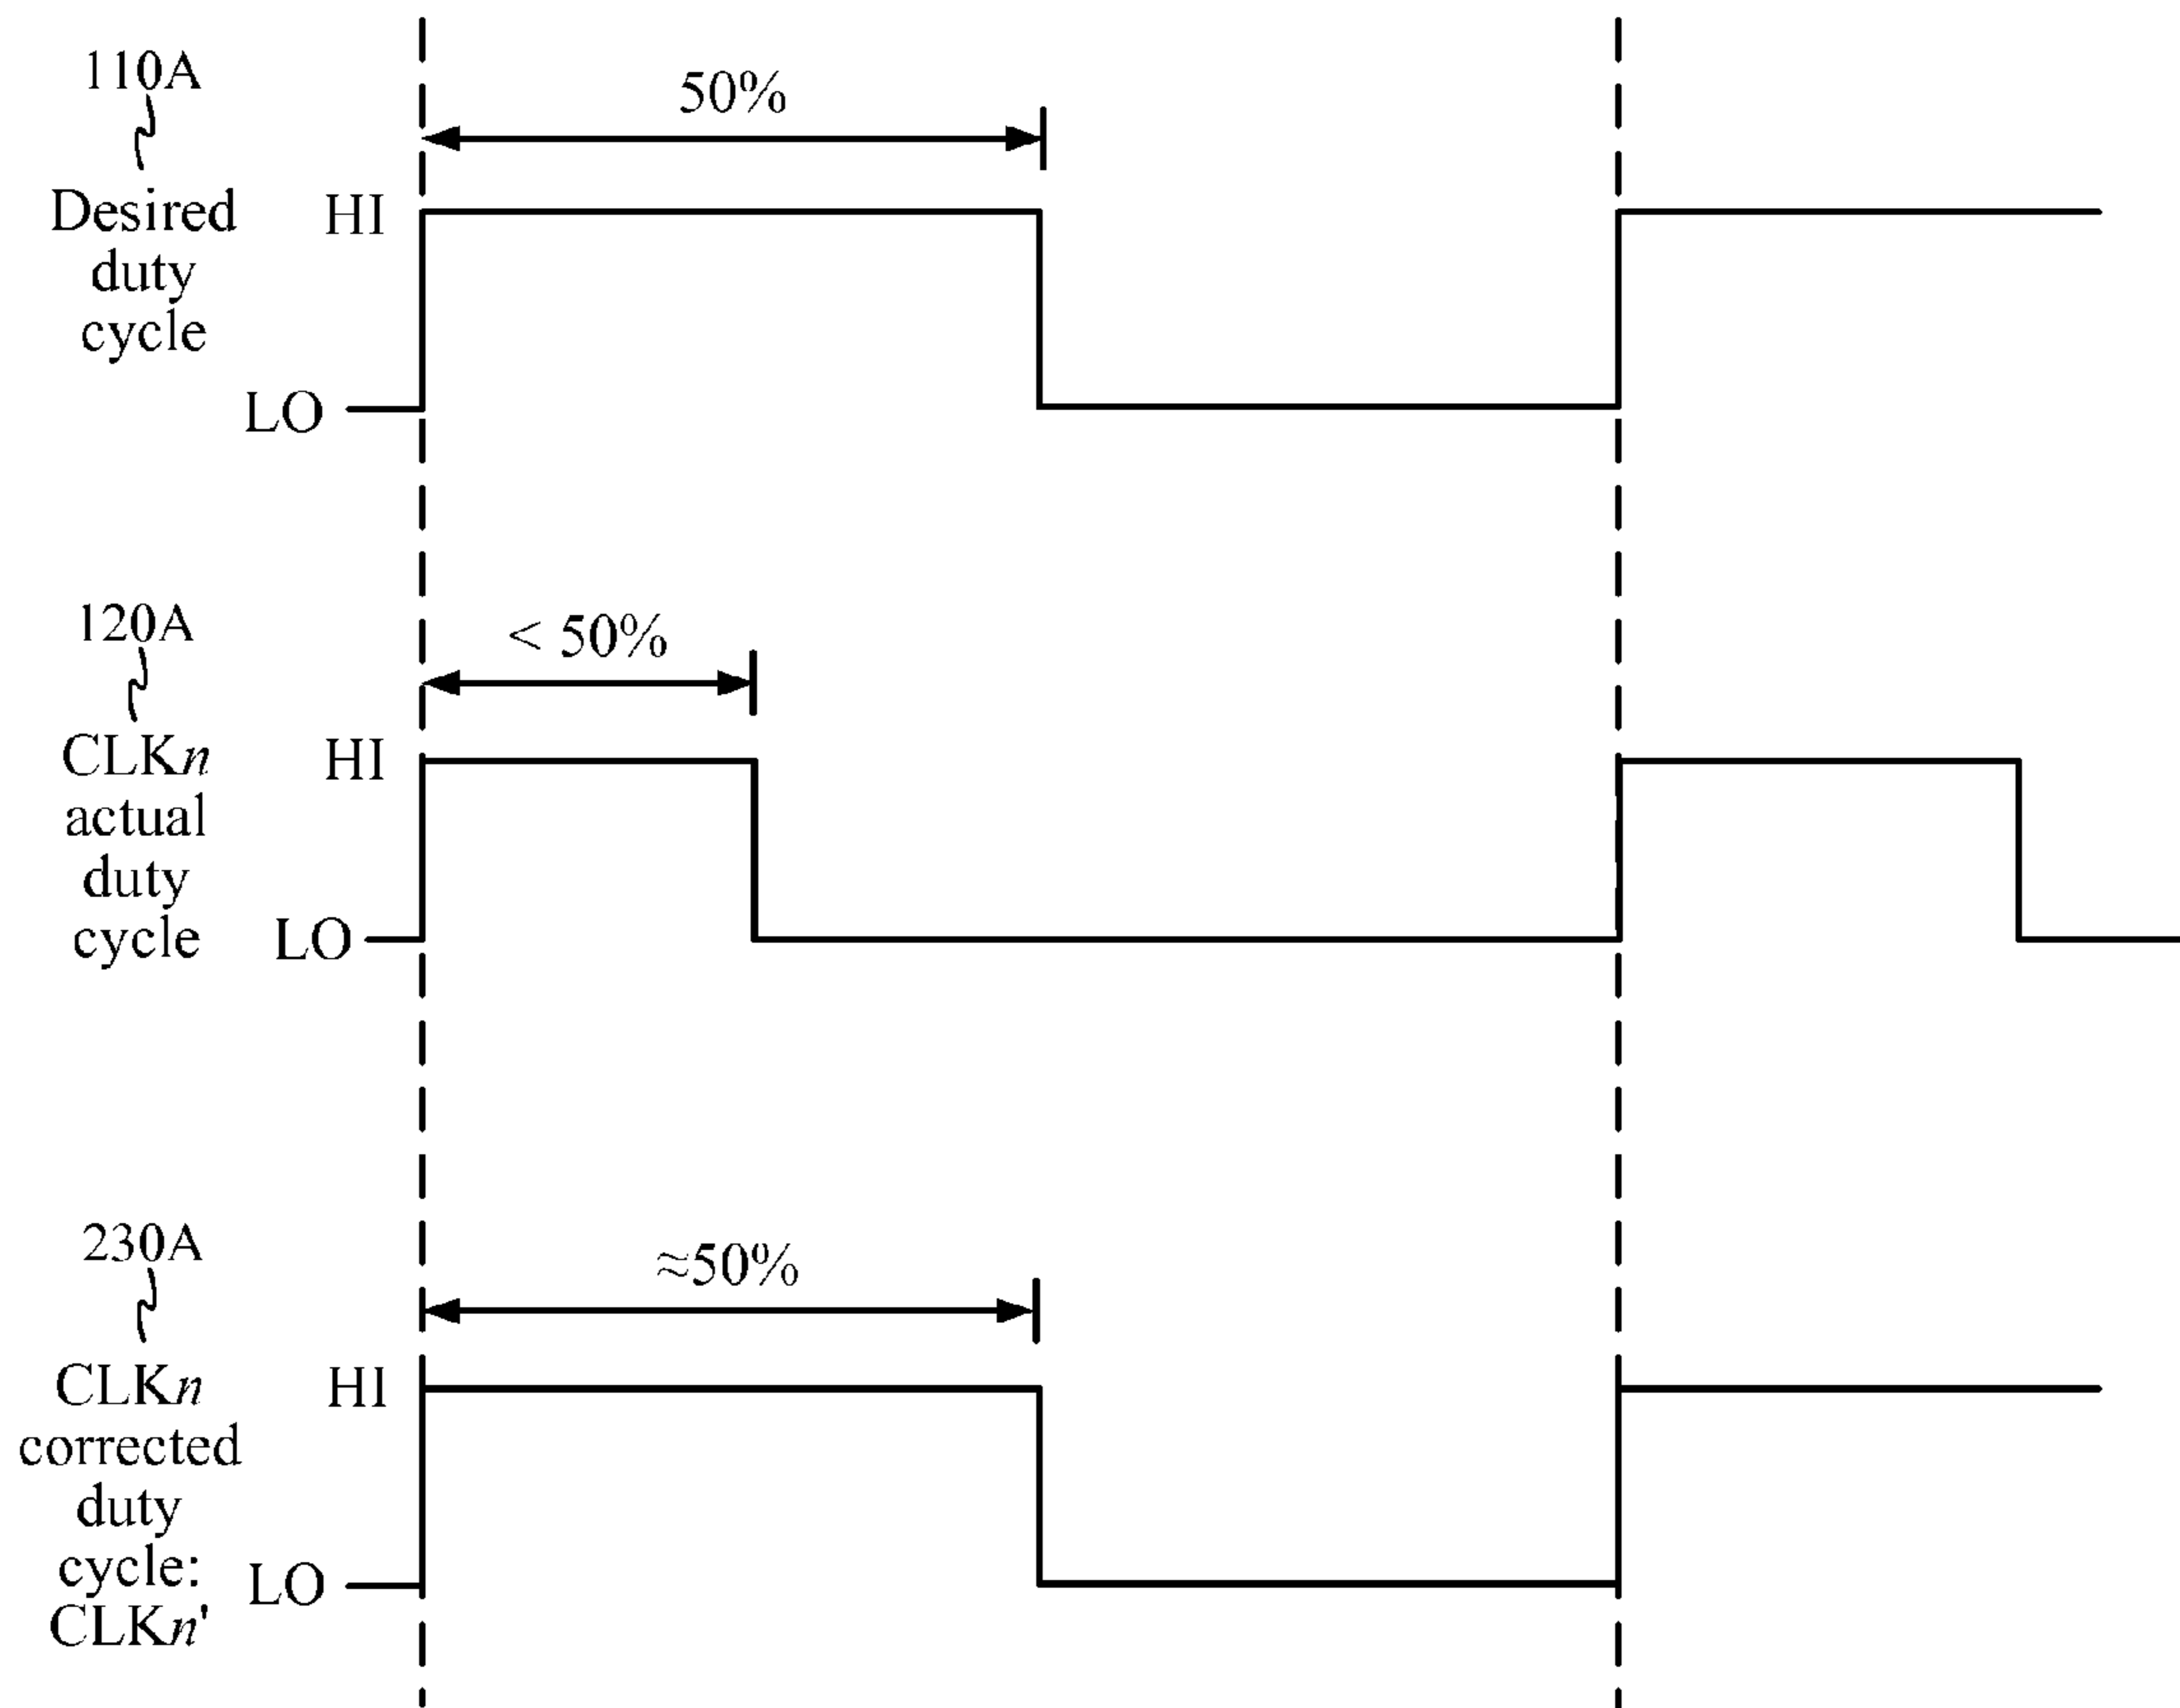 110A
50%
Desired
duty
cycle
HI
LO
120A
< 50%
CLKn
actual
duty
cycle
HI
LO
230A
≈50%
CLKn
corrected
duty
cycle:
CLKn'
HI
LO